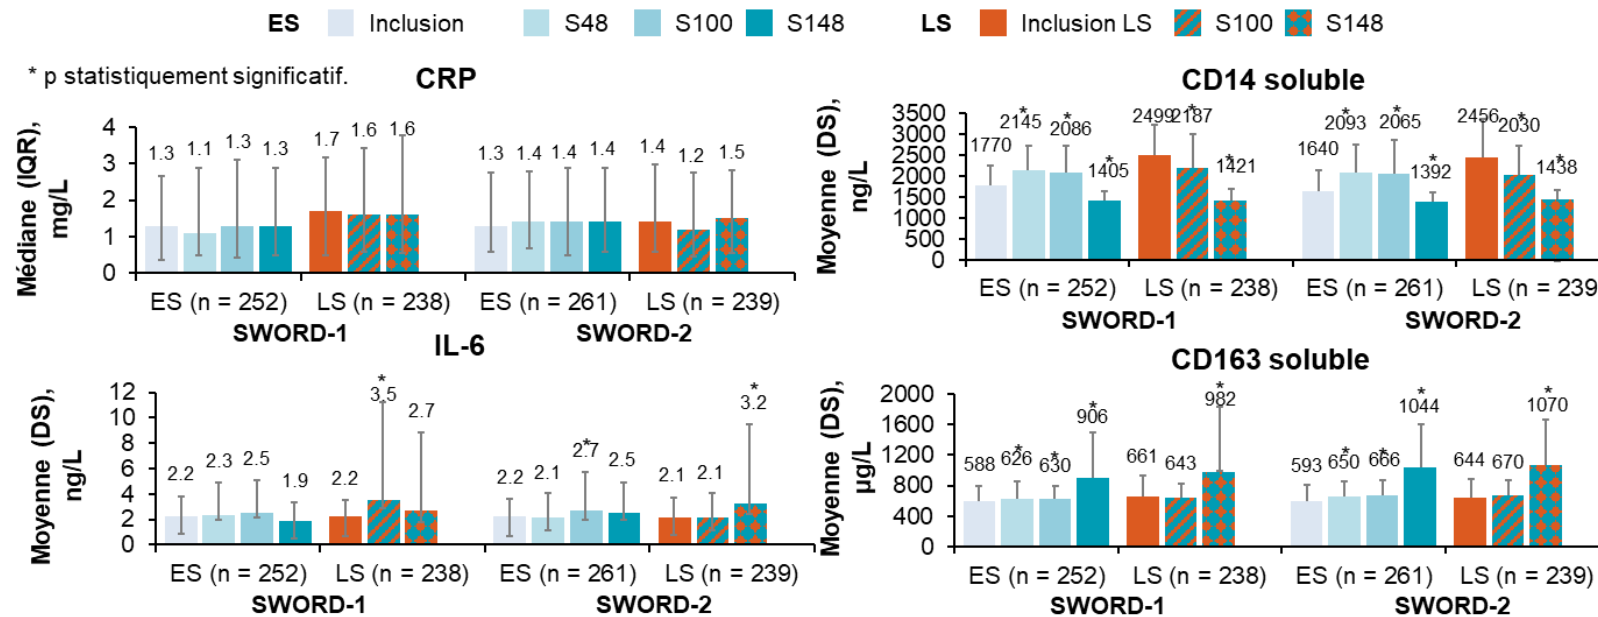 ES Inclusion S48 S100 S148 LS Inclusion LS S100 S148
* p statistiquement significatif.
CRP
Médiane (IQR),
mg/L
4
3
2
1
0
1.3 1.1 1.3 1.3 1.7 1.6 1.6 1.3 1.4 1.4 1.4 1.4 1.2 1.5
ES (n = 252) LS (n = 238) ES (n = 261) LS (n = 239)
SWORD-1 SWORD-2
CD14 soluble
Moyenne (DS),
ng/L
3500
3000
2500
2000
1500
1000
500
0
1770 * 2145 * 2086 * 1405 2499 * 2187 * 1421 1640 * 2093 * 2065 * 1392 2456 * 2030 * 1438
ES (n = 252) LS (n = 238) ES (n = 261) LS (n = 239
SWORD-1 SWORD-2
IL-6
Moyenne (DS),
ng/L
12
10
8
6
4
2
0
2.2 2.3 2.5 1.9 2.2 * 3.5 2.7 2.2 2.1 * 2.7 2.5 2.1 2.1 * 3.2
ES (n = 252) LS (n = 238) ES (n = 261) LS (n = 239)
SWORD-1 SWORD-2
CD163 soluble
Moyenne (DS),
µg/L
2000
1600
1200
800
400
0
588 * 626 * 630 * 906 661 643 * 982 593 * 650 * 666 * 1044 644 670 * 1070
ES (n = 252) LS (n = 238) ES (n = 261) LS (n = 239)
SWORD-1 SWORD-2